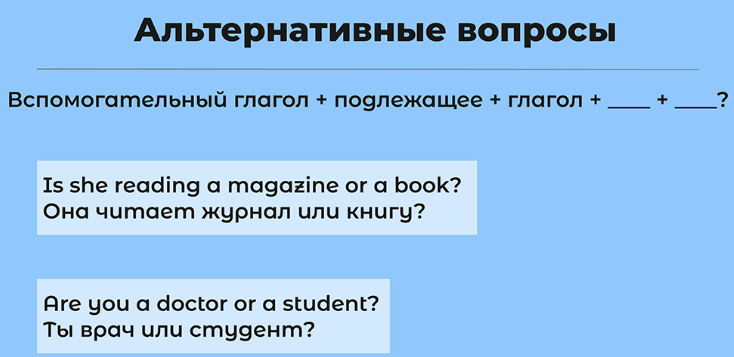 Альтернативные вопросы
Вспомогательный глагол + подлежащее + глагол + ____ + ____?
Is she reading a magazine or a book?
Она читает журнал или книгу?
Are you a doctor or a student?
Ты врач или студент?